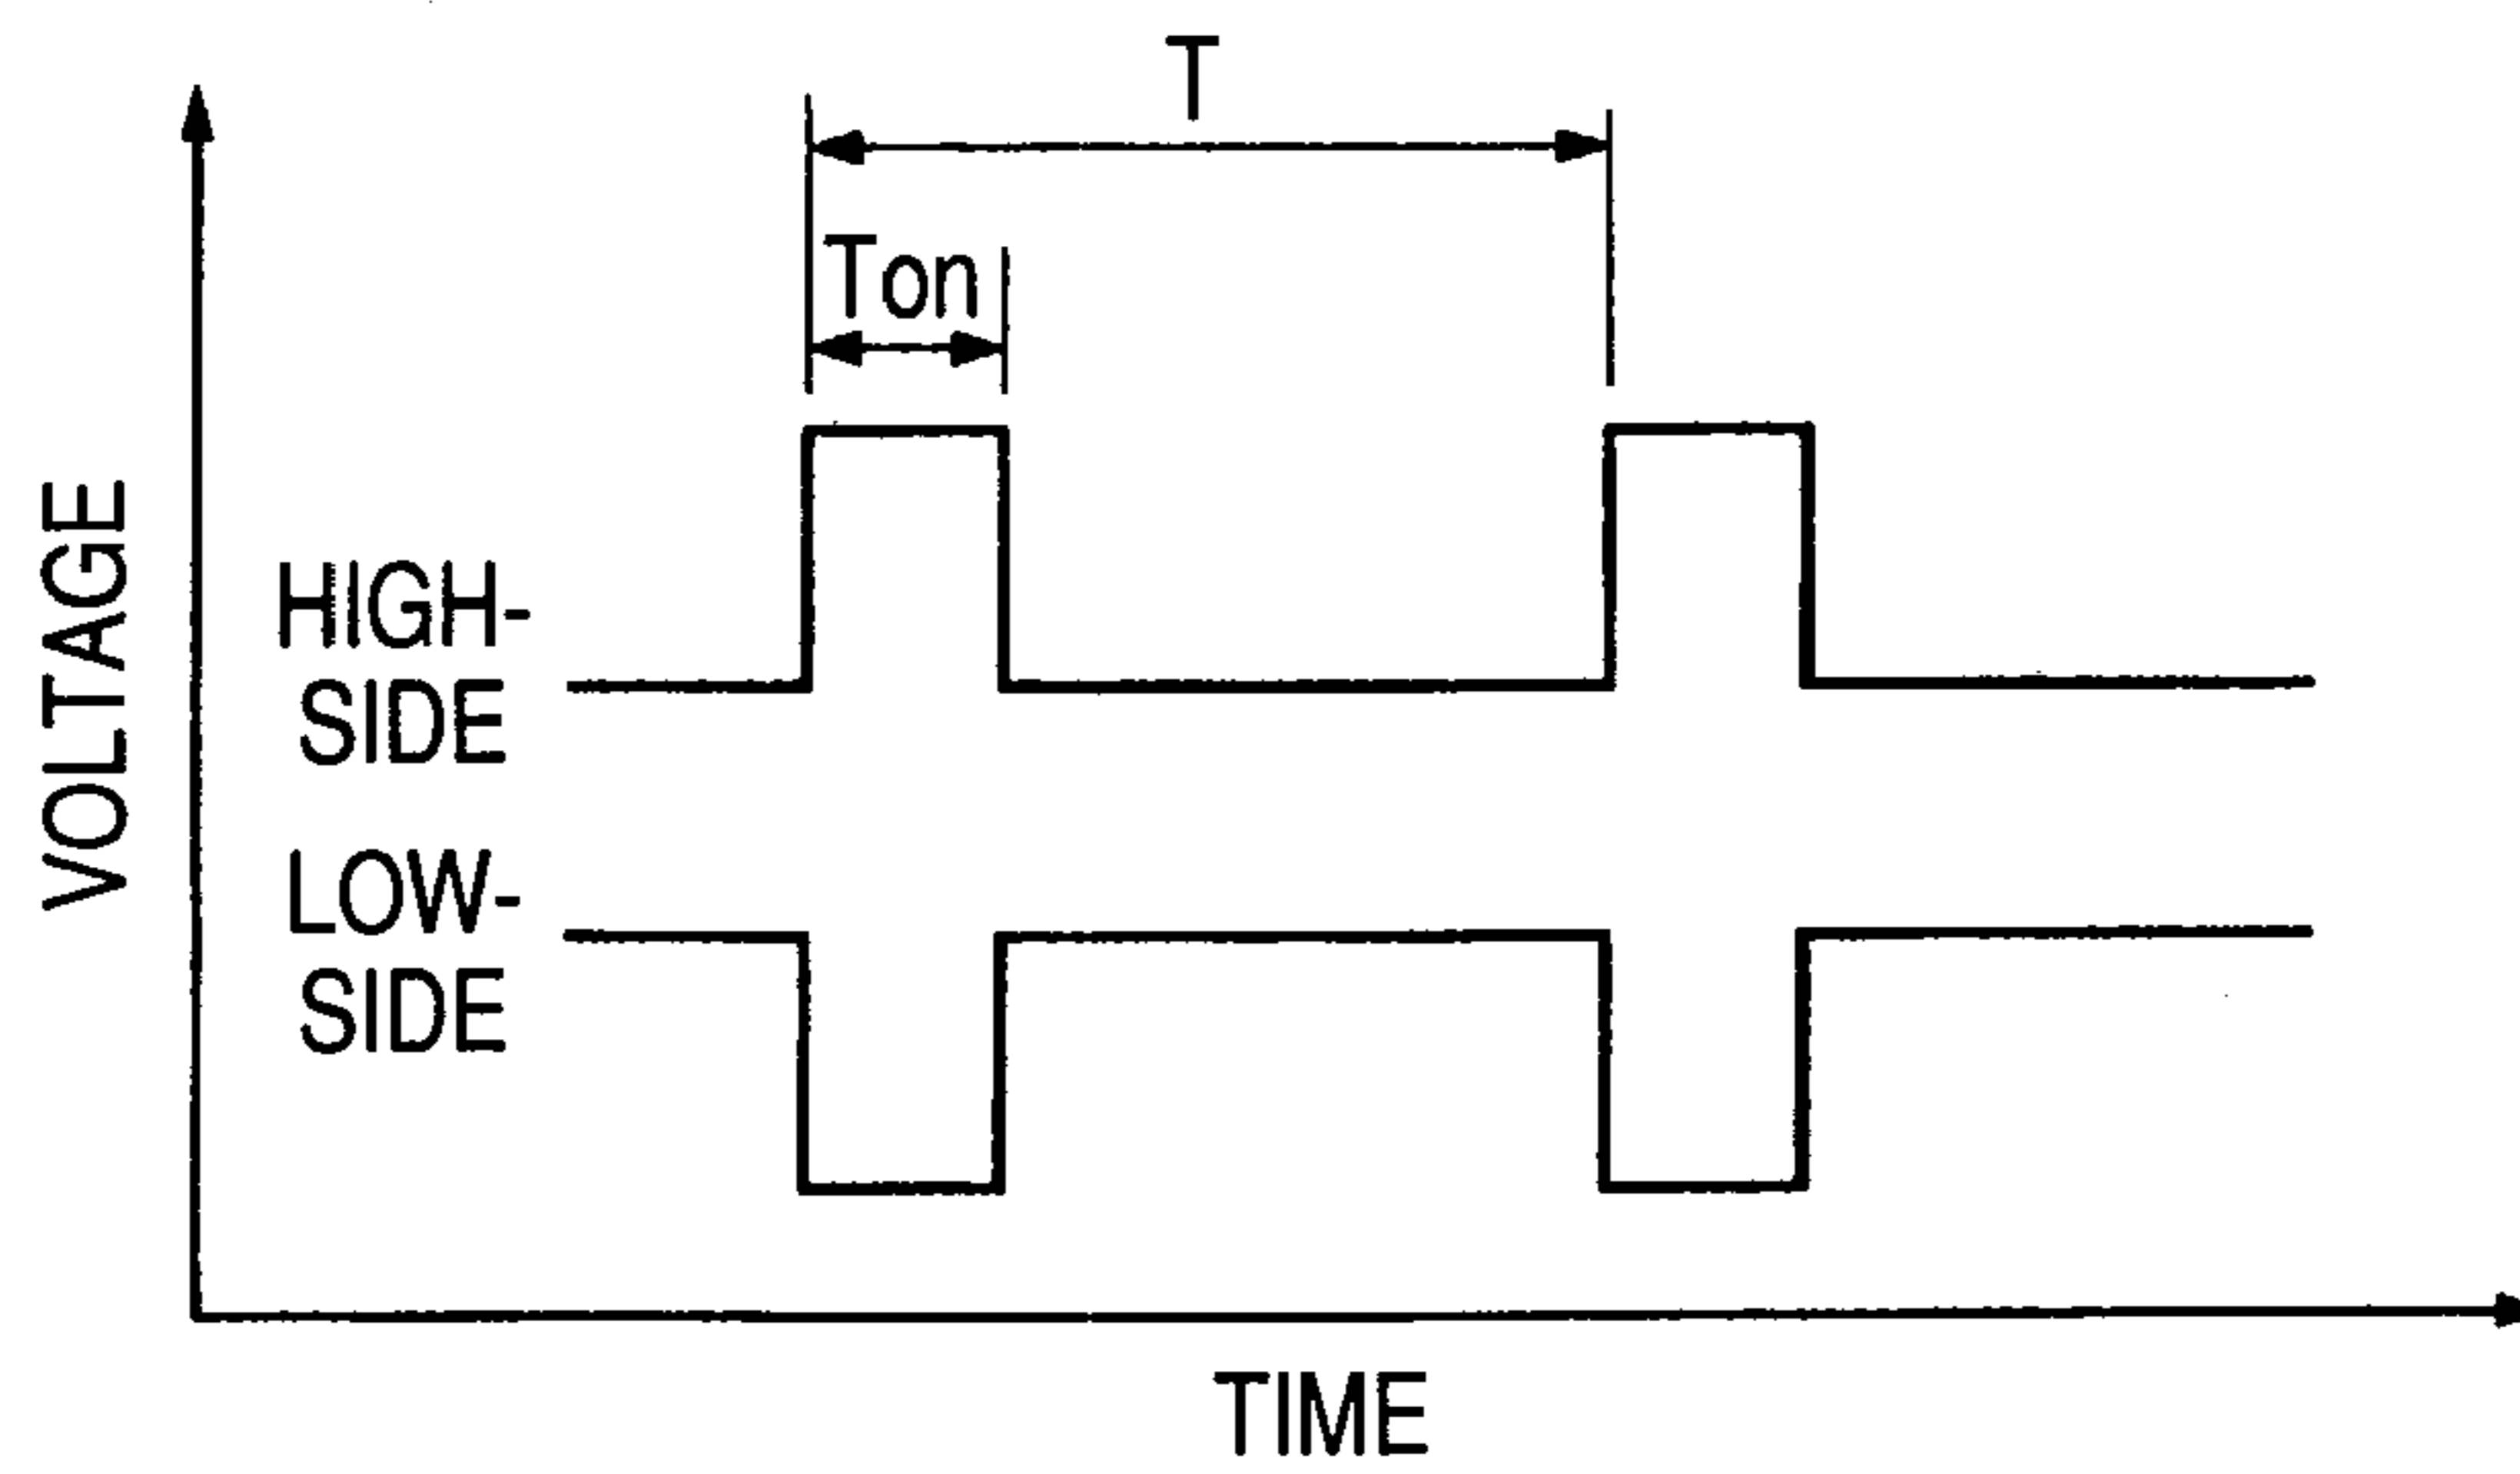 T
Ton
VOLTAGE
HIGH-
SIDE
LOW-
SIDE
TIME